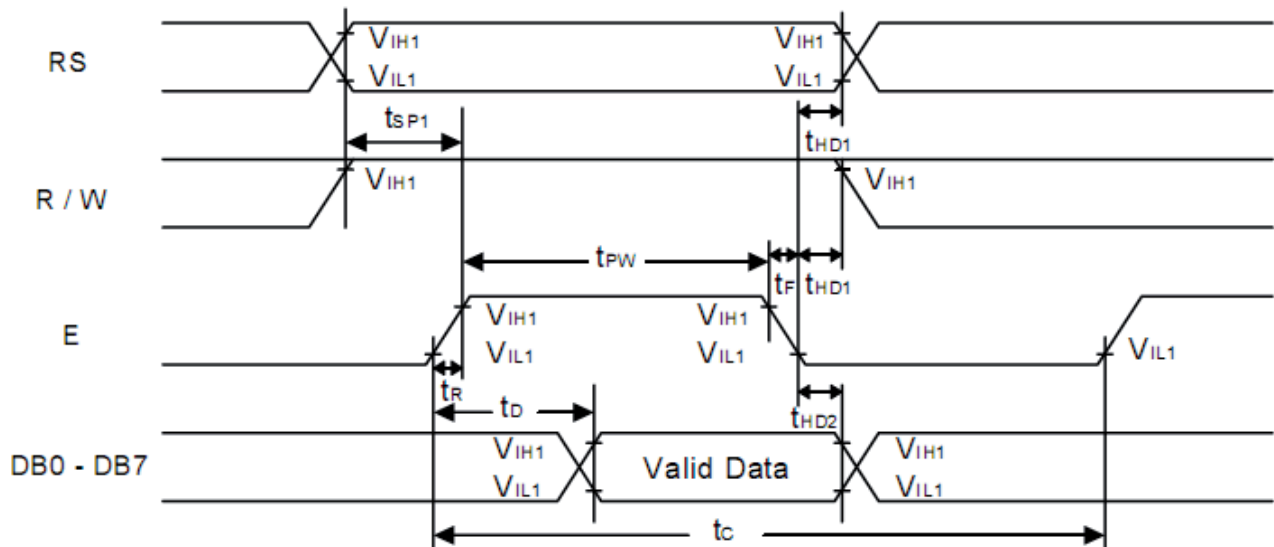 RS
VIH1
VIH1
VIL1
VIL1
tSP1
tHD1
R / W
VIH1
VIH1
tPW
tF
tHD1
E
VIH1
VIH1
VIL1
VIL1
VIL1
tR
tD
tHD2
DB0 - DB7
VIH1
Valid Data
VIH1
VIL1
VIL1
tC